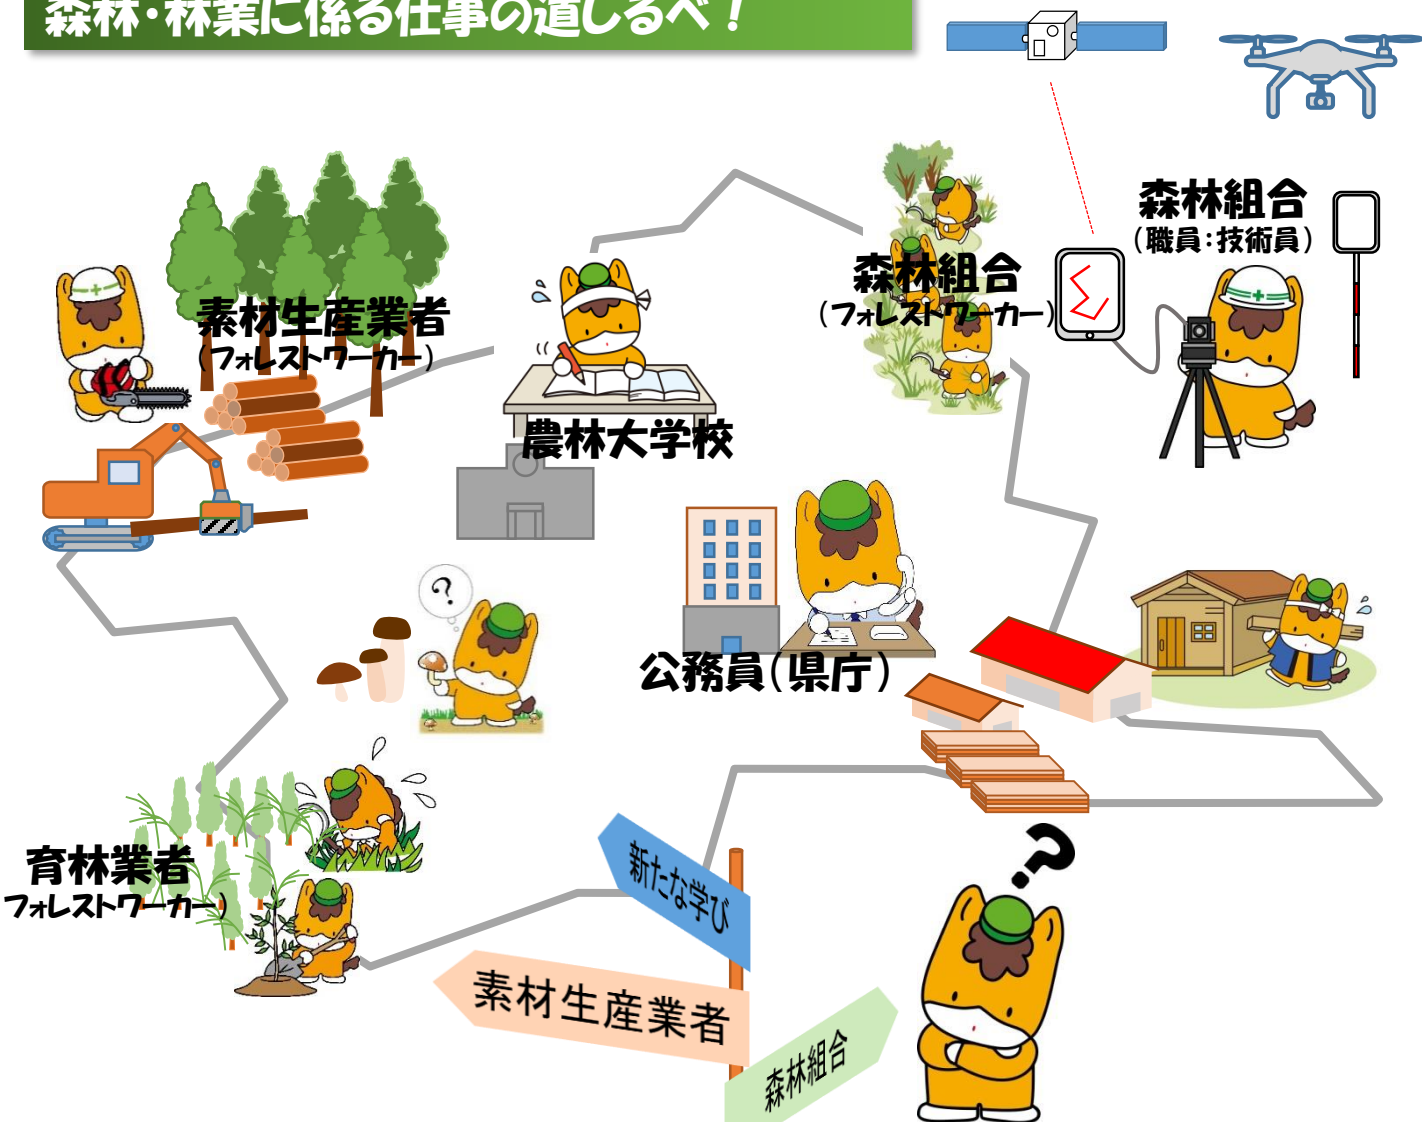 森林・林業に係る仕事の道しるべ！
森林組合
（職員：技術員）
森林組合
（フォレストワーカー）
素材生産業者
（フォレストワーカー）
農林大学校
?
公務員（県庁）
育林業者
フォレストワーカー）
?
新たな学び
素材生産業者
森林組合